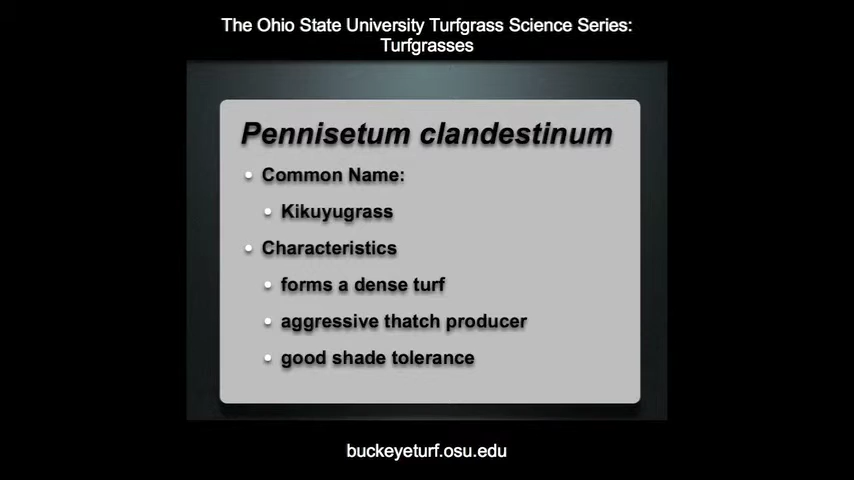 The Ohio State University Turfgrass Science Series:
Turfgrasses
Pennisetum clandestinum
• Common Name:
• Kikuyugrass
• Characteristics
• forms a dense turf
• aggressive thatch producer
• good shade tolerance
buckeyeturf.osu.edu